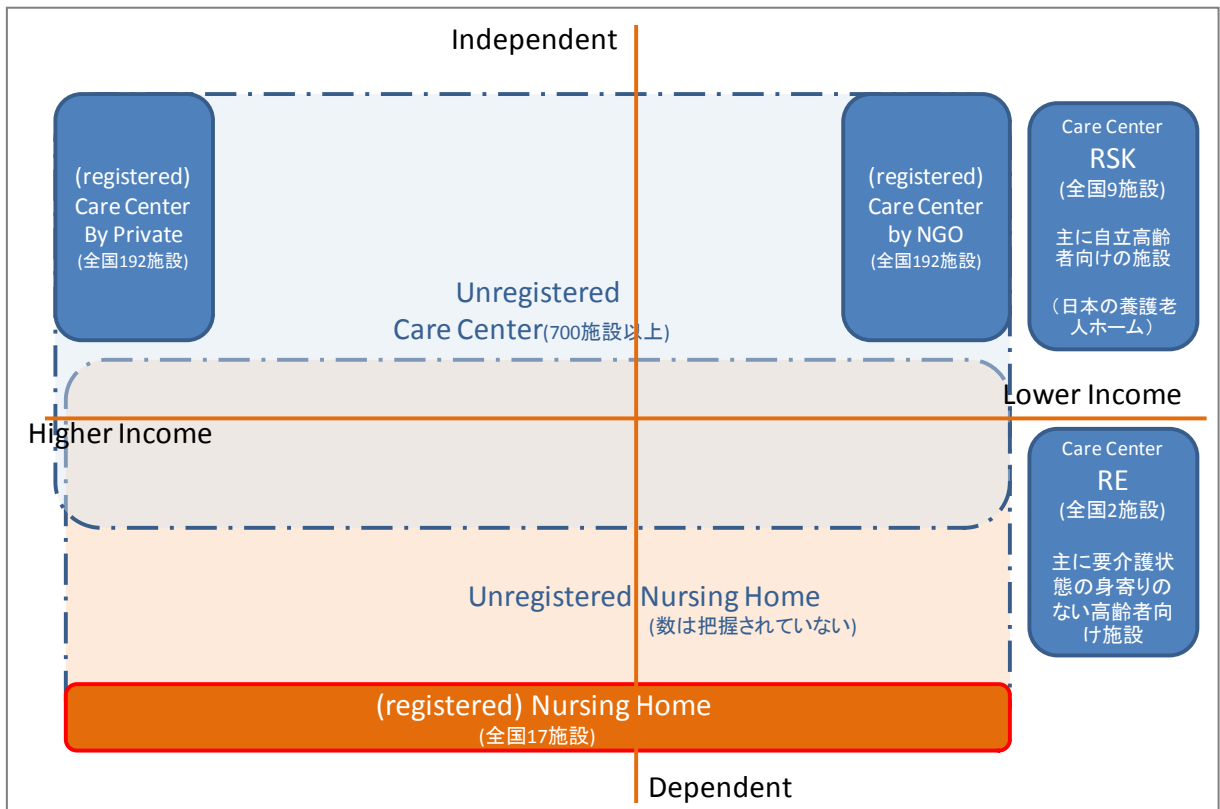 Independent
(registered)
Care Center
By Private
(全国192施設)
(registered)
Care Center
by NGO
(全国192施設)
Care Center
RSK
(全国9施設)
主に自立高齢
者向けの施設
（日本の養護老
人ホーム）
Unregistered
Care Center(700施設以上)
Lower Income
Higher Income
Care Center
RE
(全国2施設)
主に要介護状
態の身寄りの
ない高齢者向
け施設
Unregistered Nursing Home
(数は把握されていない)
(registered) Nursing Home
(全国17施設)
Dependent